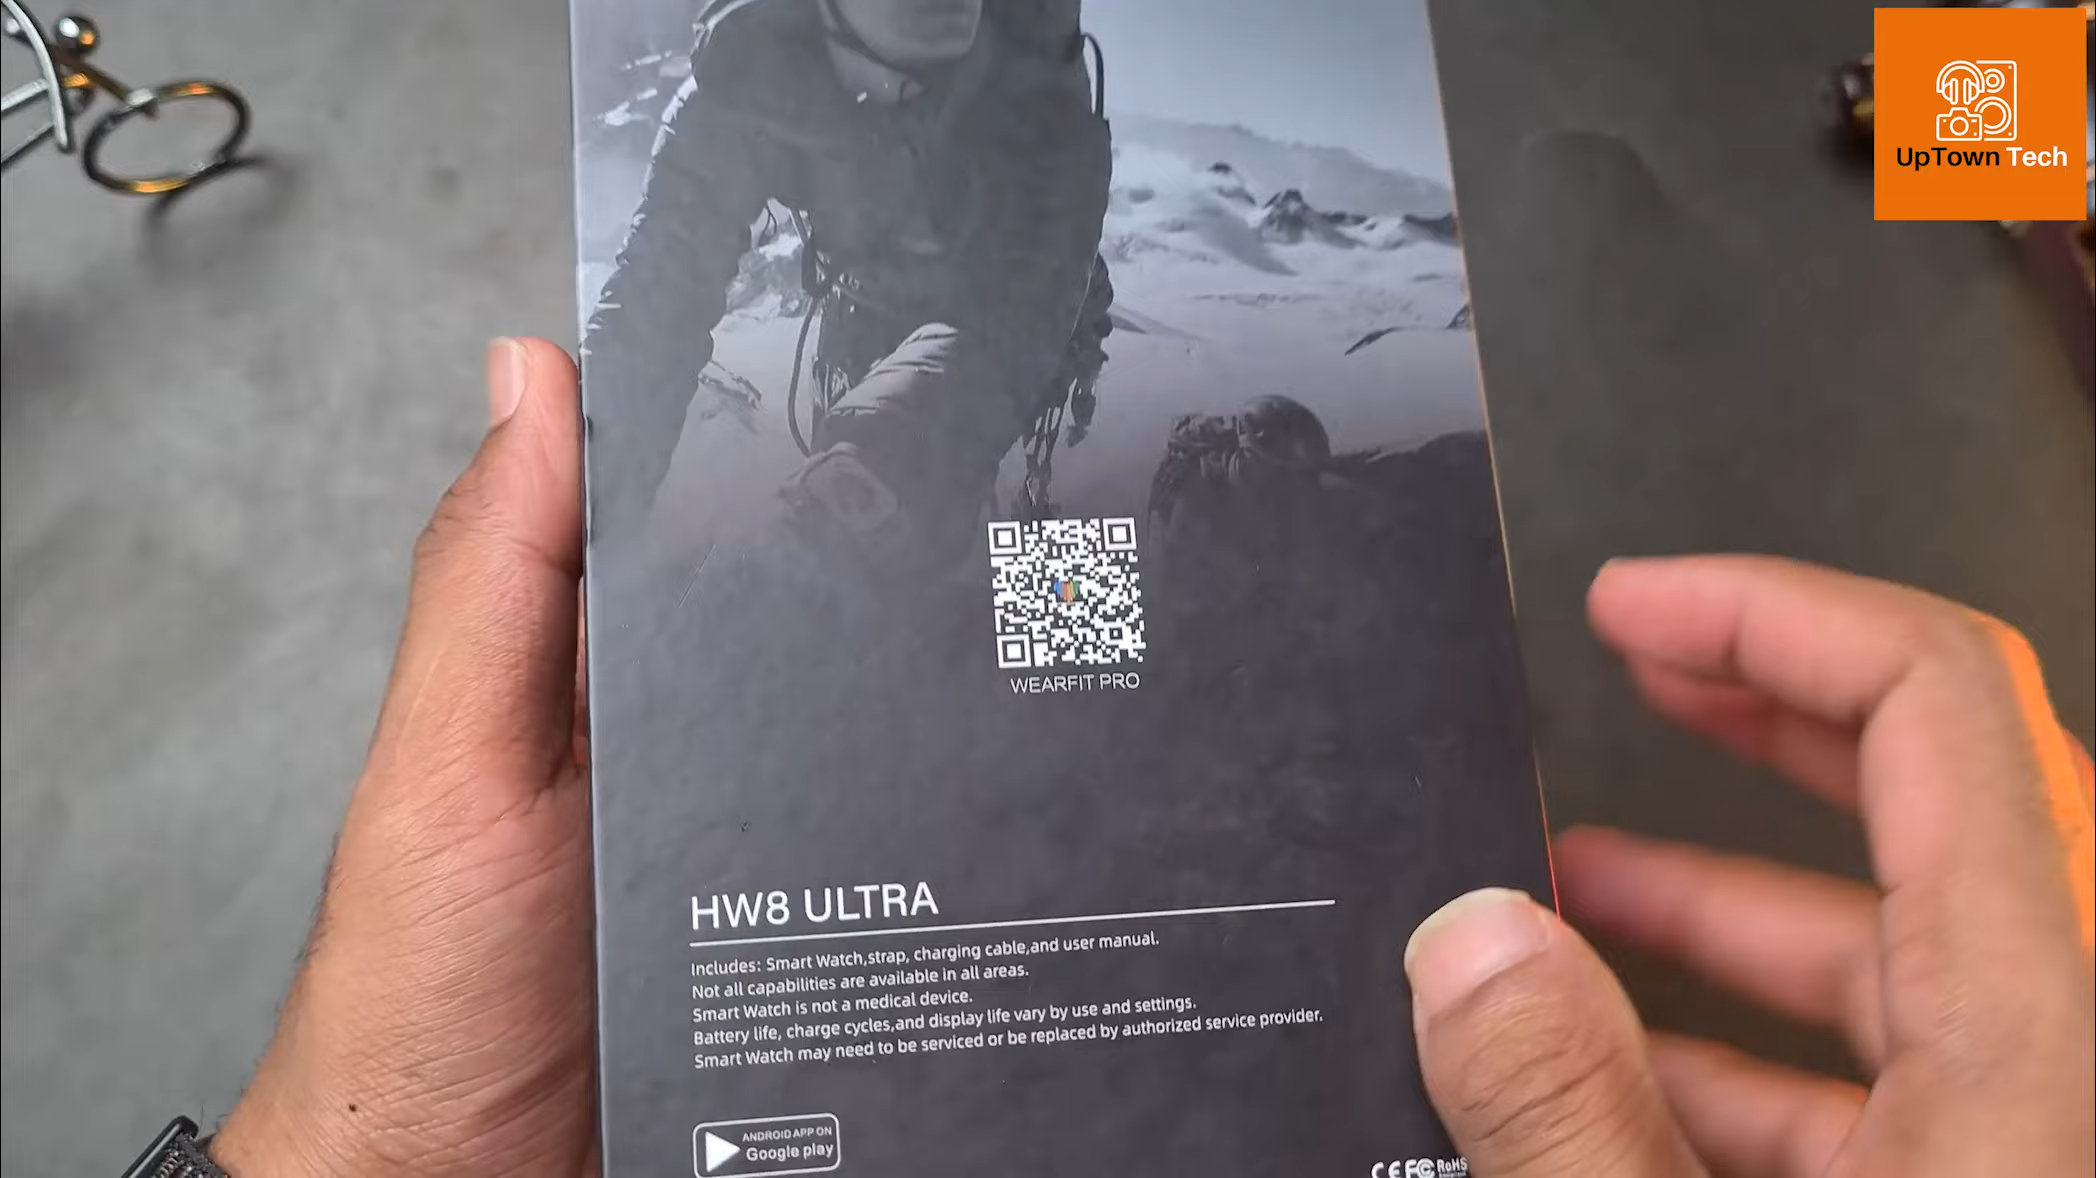 UpTown Tech
WEARFIT PRO
HW8 ULTRA
Includes: Smart Watch,strap, charging cable,and user manual.
Not all capabilities are available in all areas.
Smart Watch is not a medical device.
Battery life, charge cycles,and display life vary by use and settings.
Smart Watch may need to be serviced or be replaced by authorized service provider.
ANDROID APP ON
Google play
CE FC RoHS